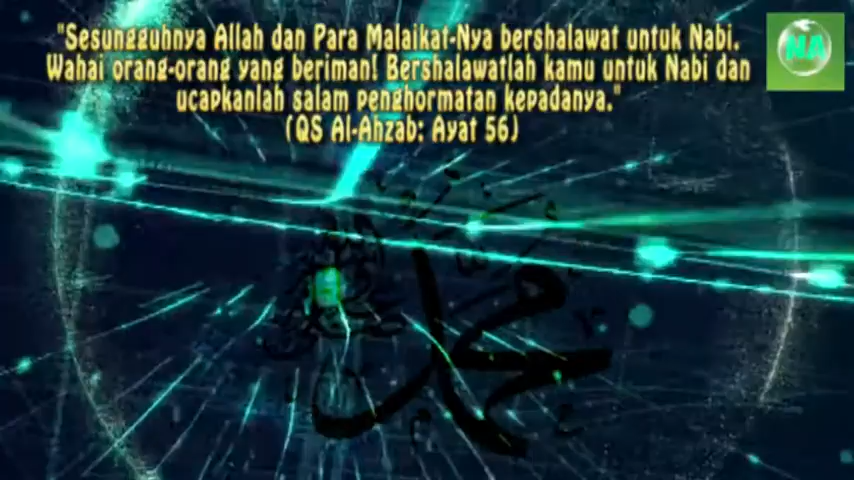 "Sesungguhnya Allah dan Para Malaikat-Nya bershalawat untuk Nabi.
Wahai orang-orang yang beriman! Bershalawatlah kamu untuk Nabi dan
ucapkanlah salam penghormatan kepadanya."
(QS Al-Ahzab: Ayat 56)
NA
محمد